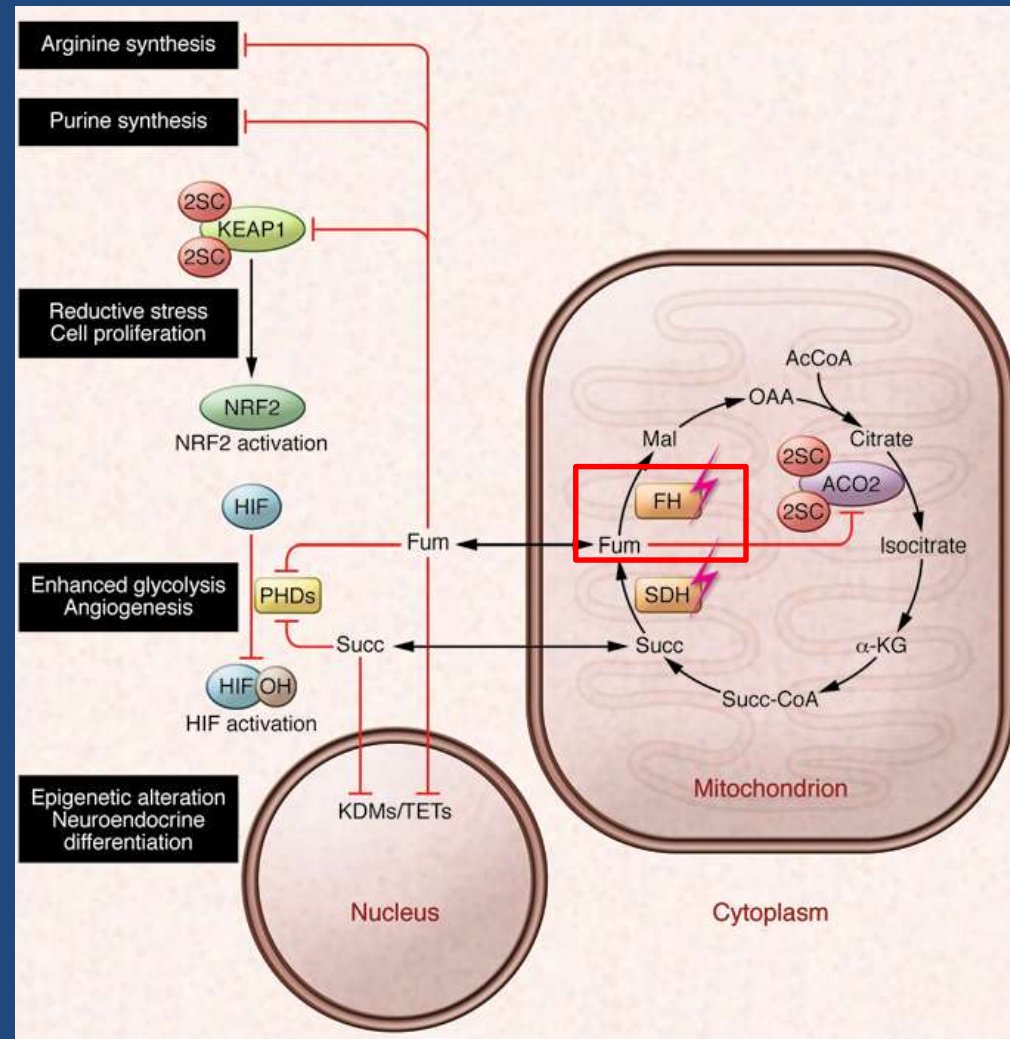 Arginine synthesis
Purine synthesis
2SC
KEAP1
2SC
Reductive stress
Cell proliferation
NRF2
NRF2 activation
HIF
Enhanced glycolysis
Angiogenesis
PHDs
Fum
Succ
HIF OH
HIF activation
Epigenetic alteration
Neuroendocrine
differentiation
KDMs/TETs
Nucleus
AcCoA
OAA
Mal
Citrate
2SC
ACO2
2SC
FH
Fum
Isocitrate
SDH
Succ
α-KG
Succ-CoA
Mitochondrion
Cytoplasm